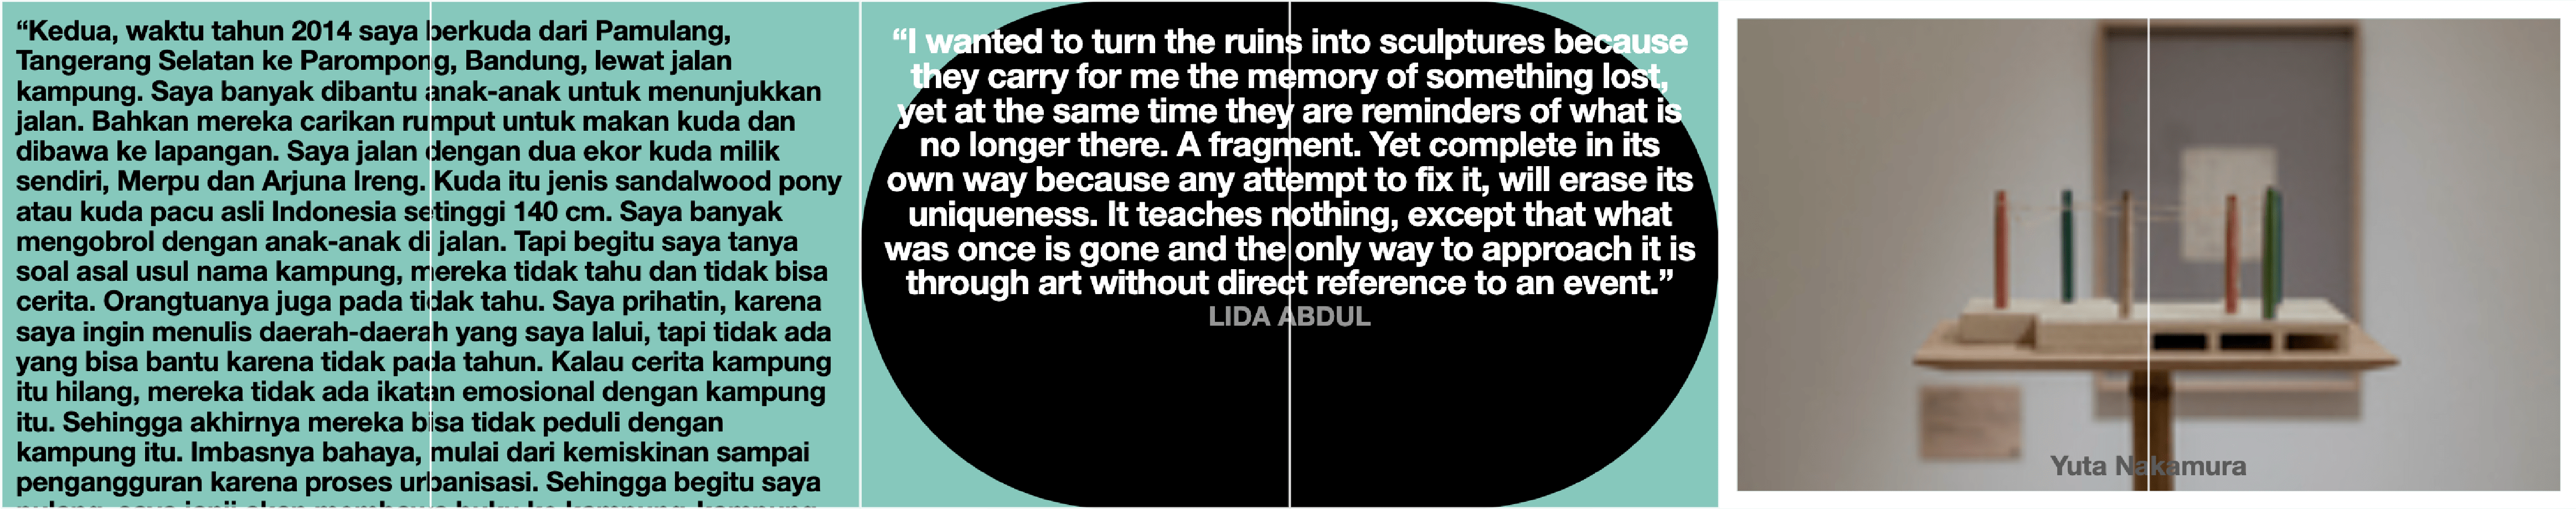 “Kedua, waktu tahun 2014 saya berkuda dari Pamulang,
Tangerang Selatan ke Parompong, Bandung, lewat jalan
kampung. Saya banyak dibantu anak-anak untuk menunjukkan
jalan. Bahkan mereka carikan rumput untuk makan kuda dan
dibawa ke lapangan. Saya jalan dengan dua ekor kuda milik
sendiri, Merpu dan Arjuna Ireng. Kuda itu jenis sandalwood pony
atau kuda pacu asli Indonesia setinggi 140 cm. Saya banyak
mengobrol dengan anak-anak di jalan. Tapi begitu saya tanya
soal asal usul nama kampung, mereka tidak tahu dan tidak bisa
cerita. Orangtuanya juga pada tidak tahu. Saya prihatin, karena
saya ingin menulis daerah-daerah yang saya lalui, tapi tidak ada
yang bisa bantu karena tidak pada tahun. Kalau cerita kampung
itu hilang, mereka tidak ada ikatan emosional dengan kampung
itu. Sehingga akhirnya mereka bisa tidak peduli dengan
kampung itu. Imbasnya bahaya, mulai dari kemiskinan sampai
pengangguran karena proses urbanisasi. Sehingga begitu saya
“I wanted to turn the ruins into sculptures because
they carry for me the memory of something lost,
yet at the same time they are reminders of what is
no longer there. A fragment. Yet complete in its
own way because any attempt to fix it, will erase its
uniqueness. It teaches nothing, except that what
was once is gone and the only way to approach it is
through art without direct reference to an event.”
LIDA ABDUL
Yuta Nakamura